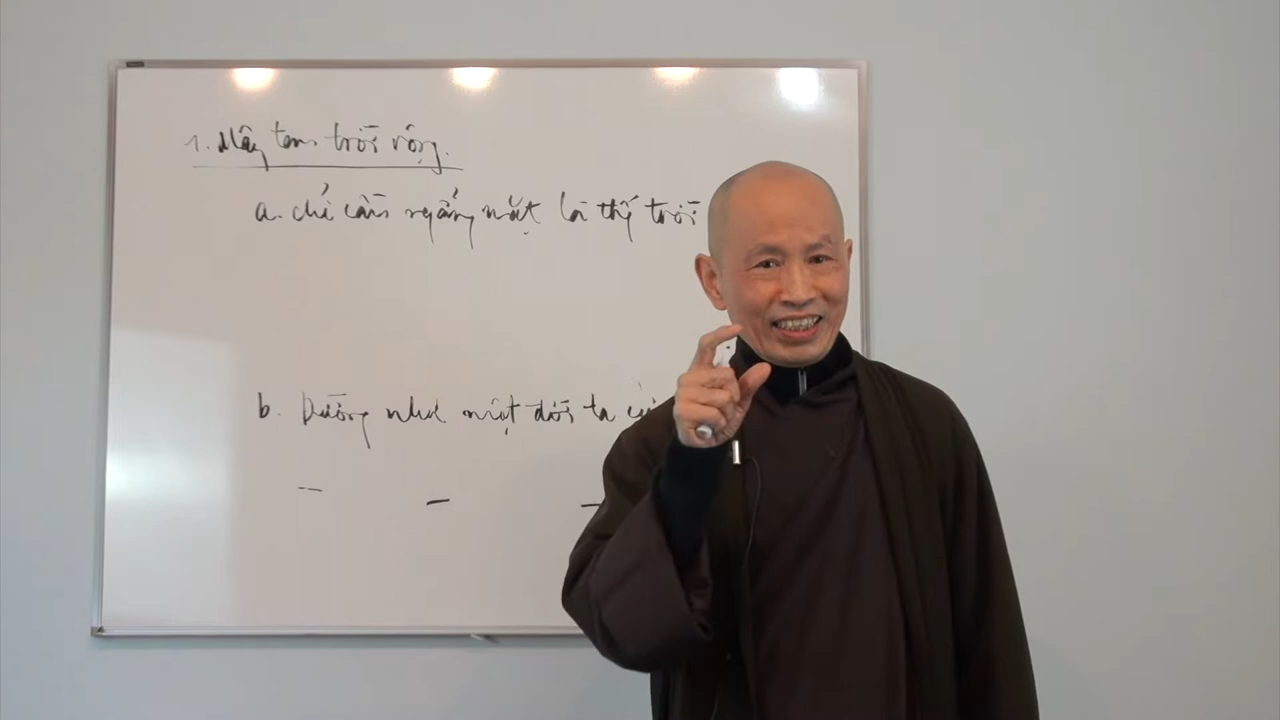 1. Mây tan trời rộng.
a. chỉ cần ngẩng mặt là thấy trời
b. Dường như một đời ta